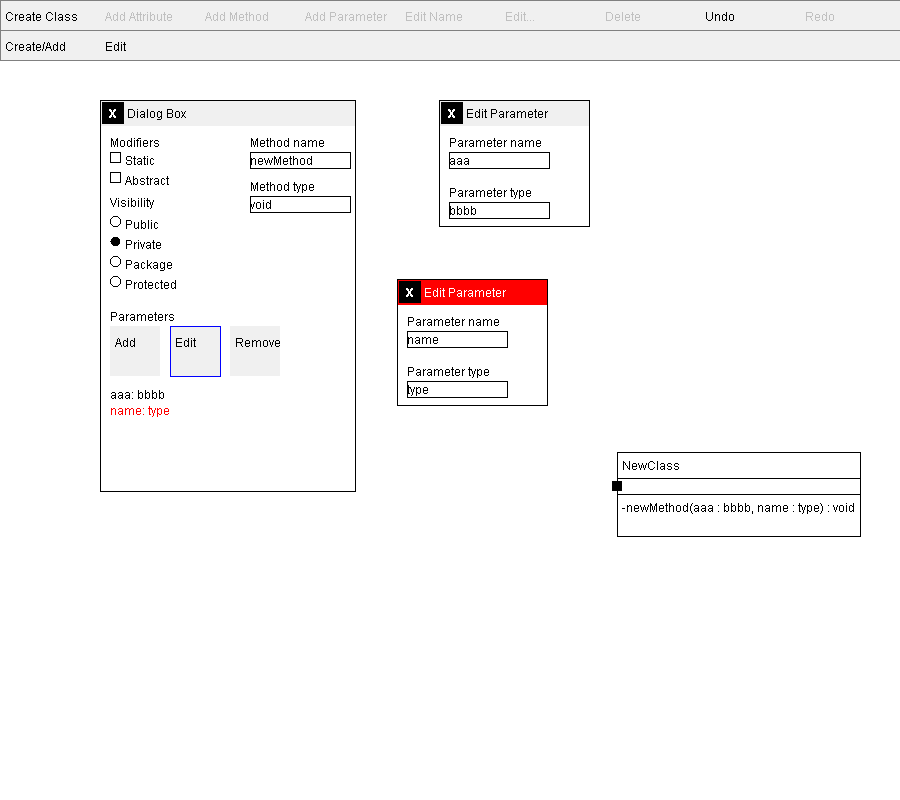 Create Class Add Attribute Add Method Add Parameter Edit Name Edit... Delete Undo Redo
Create/Add Edit
X Dialog Box
Modifiers
Static
Abstract
Visibility
Public
Private
Package
Protected
Method name
newMethod
Method type
void
Parameters
Add Edit Remove
aaa: bbbb
name: type
X Edit Parameter
Parameter name
aaa
Parameter type
bbbb
X Edit Parameter
Parameter name
name
Parameter type
type
NewClass
-newMethod(aaa : bbbb, name : type) : void